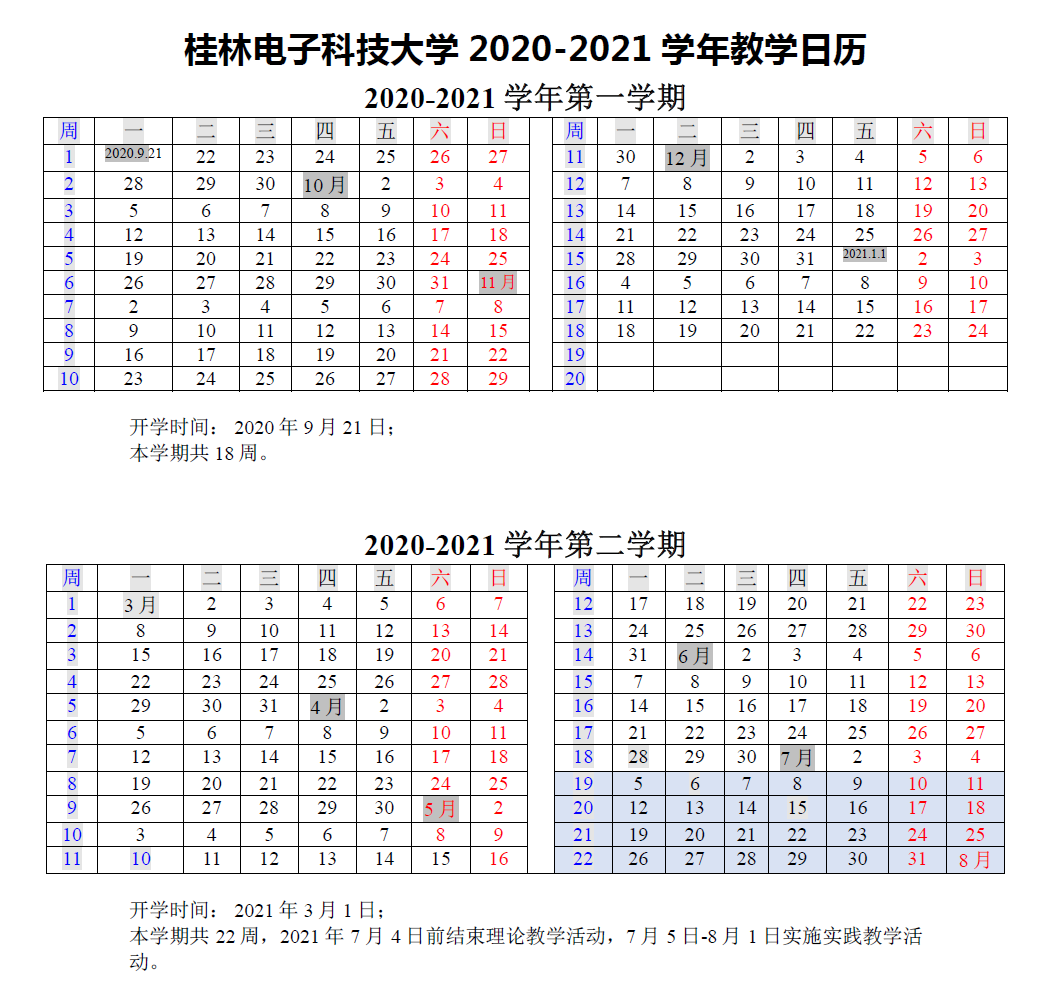 桂林电子科技大学 2020-2021 学年教学日历
2020-2021 学年第一学期
周 一 二 三 四 五 六 日 周 一 二 三 四 五 六 日
1 2020.9.21 22 23 24 25 26 27 11 30 12 月 2 3 4 5 6
2 28 29 30 10 月 2 3 4 12 7 8 9 10 11 12 13
3 5 6 7 8 9 10 11 13 14 15 16 17 18 19 20
4 12 13 14 15 16 17 18 14 21 22 23 24 25 26 27
5 19 20 21 22 23 24 25 15 28 29 30 31 2021.1.1 2 3
6 26 27 28 29 30 31 11 月 16 4 5 6 7 8 9 10
7 2 3 4 5 6 7 8 17 11 12 13 14 15 16 17
8 9 10 11 12 13 14 15 18 18 19 20 21 22 23 24
9 16 17 18 19 20 21 22 19
10 23 24 25 26 27 28 29 20
开学时间： 2020 年 9 月 21 日；
本学期共 18 周。
2020-2021 学年第二学期
周 一 二 三 四 五 六 日 周 一 二 三 四 五 六 日
1 3 月 2 3 4 5 6 7 12 17 18 19 20 21 22 23
2 8 9 10 11 12 13 14 13 24 25 26 27 28 29 30
3 15 16 17 18 19 20 21 14 31 6 月 2 3 4 5 6
4 22 23 24 25 26 27 28 15 7 8 9 10 11 12 13
5 29 30 31 4 月 2 3 4 16 14 15 16 17 18 19 20
6 5 6 7 8 9 10 11 17 21 22 23 24 25 26 27
7 12 13 14 15 16 17 18 18 28 29 30 7 月 2 3 4
8 19 20 21 22 23 24 25 19 5 6 7 8 9 10 11
9 26 27 28 29 30 5 月 2 20 12 13 14 15 16 17 18
10 3 4 5 6 7 8 9 21 19 20 21 22 23 24 25
11 10 11 12 13 14 15 16 22 26 27 28 29 30 31 8 月
开学时间： 2021 年 3 月 1 日；
本学期共 22 周，2021 年 7 月 4 日前结束理论教学活动，7 月 5 日-8 月 1 日实施实践教学活
动。